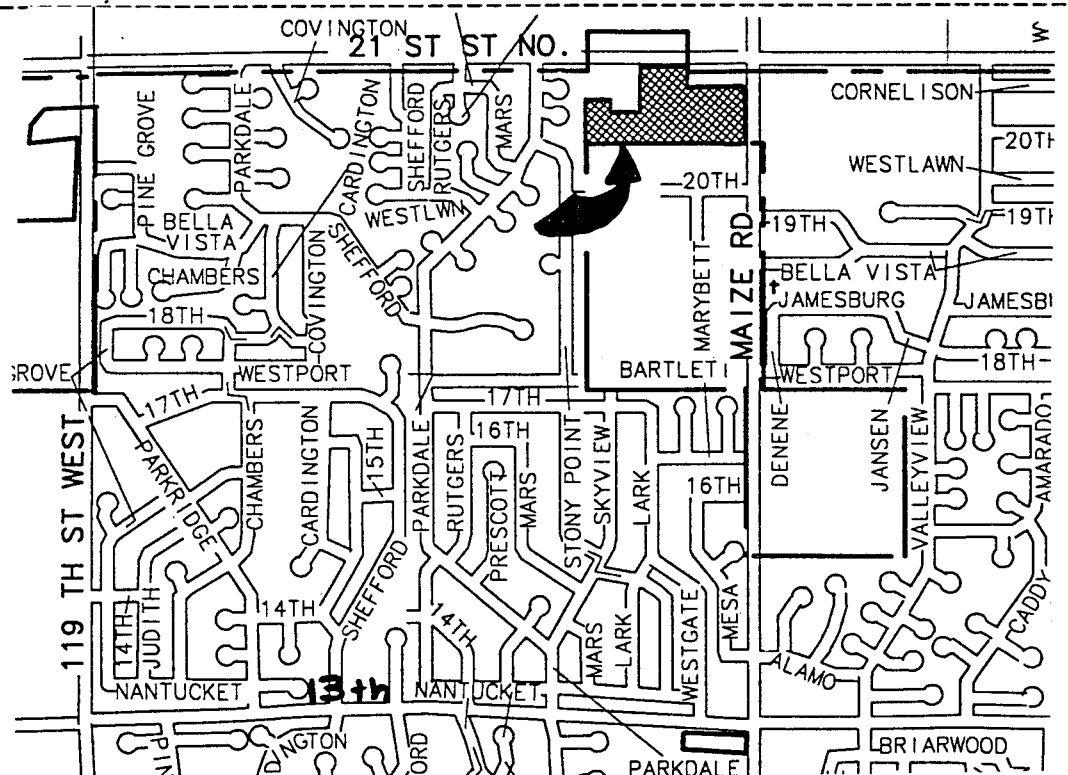 COVINGTON
21 ST ST NO.
W
PINE GROVE
PARKDALE
CARDINGTON
SHEFFORD
RUTGERS
MARS
CORNELISON
20TH
WESTLAWN
20TH
19TH
19TH
BELLA
VISTA
WESTLWN
SHEFFORD
COVINGTON
CHAMBERS
18TH
MARYBETT
MAIZE RD
BELLA VISTA
JAMESBURG
JAMESBU
GROVE
WESTPORT
BARTLETT
WESTPORT
18TH
17TH
17TH
119 TH ST WEST
PARKRIDGE
CHAMBERS
CARDINGTON
15TH
PARKDALE
RUTGERS
16TH
PRESCOTT
MARS
STONY POINT
SKYVIEW
LARK
16TH
DENENE
JANSEN
VALLEYVIEW
AMARADO
14TH
JUDITH
14TH
SHEFFORD
14TH
MARS
LARK
WESTGATE
MESA
ALAMO
CADDY
NANTUCKET
13th
NANTUCKET
PIN
DINGTON
ORD
PARKDALE
BRIARWOOD